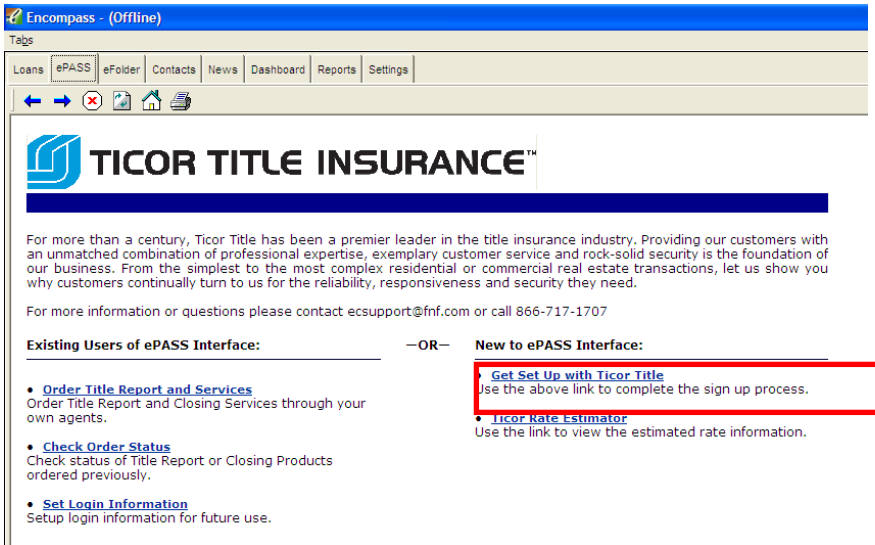 Encompass - (Offline)
Tabs
Loans ePASS eFolder Contacts News Dashboard Reports Settings
TICOR TITLE INSURANCE™
For more than a century, Ticor Title has been a premier leader in the title insurance industry. Providing our customers with
an unmatched combination of professional expertise, exemplary customer service and rock-solid security is the foundation of
our business. From the simplest to the most complex residential or commercial real estate transactions, let us show you
why customers continually turn to us for the reliability, responsiveness and security they need.
For more information or questions please contact ecsupport@fnf.com or call 866-717-1707
Existing Users of ePASS Interface:
• Order Title Report and Services
Order Title Report and Closing Services through your
own agents.
• Check Order Status
Check status of Title Report or Closing Products
ordered previously.
• Set Login Information
Setup login information for future use.
—OR—
New to ePASS Interface:
• Get Set Up with Ticor Title
Use the above link to complete the sign up process.
• Ticor Rate Estimator
Use the link to view the estimated rate information.